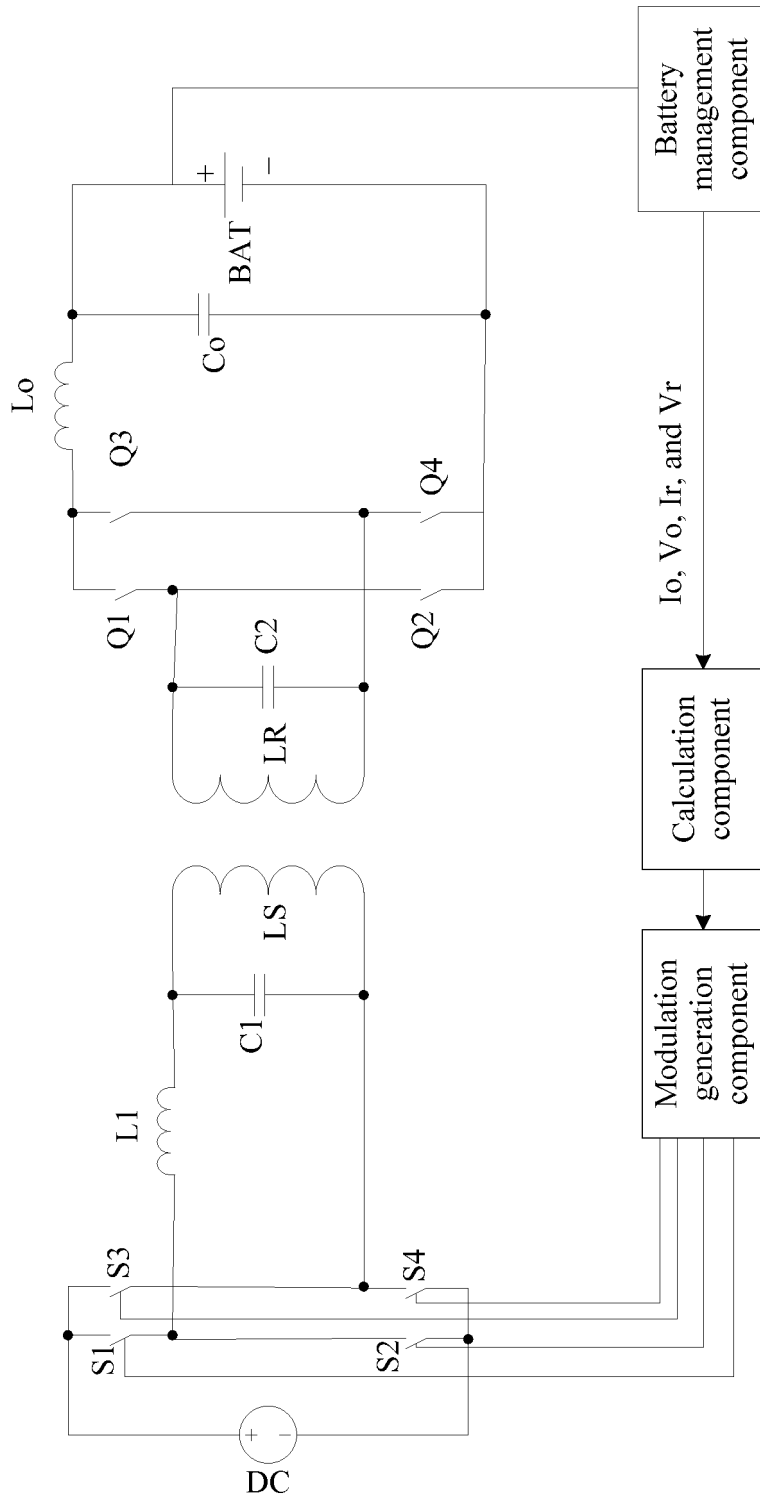 DC
+
−
S1
S3
S2
S4
L1
C1
LS
LR
C2
Q1
Q3
Q2
Q4
Lo
Co
BAT
+
−
Modulation
generation
component
Calculation
component
Io, Vo, Ir, and Vr
Battery
management
component